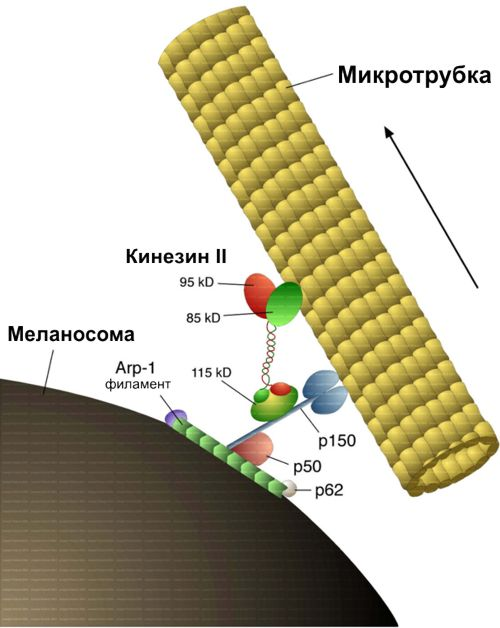 Микротрубка
Кинезин II
95 kD
85 kD
Меланосома
Arp-1
филамент
115 kD
p150
p50
p62